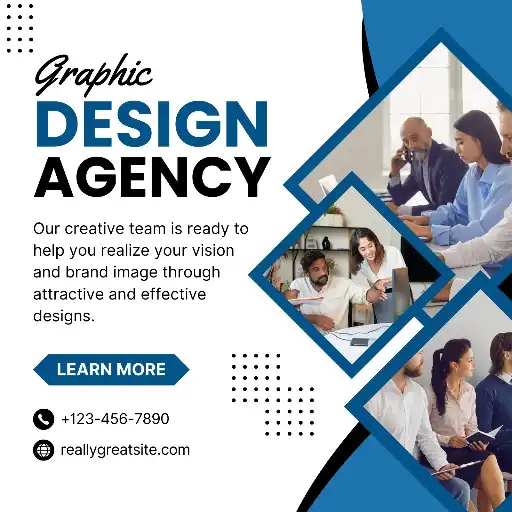 Graphic
DESIGN
AGENCY
Our creative team is ready to
help you realize your vision
and brand image through
attractive and effective
designs.
LEARN MORE
+123-456-7890
reallygreatsite.com